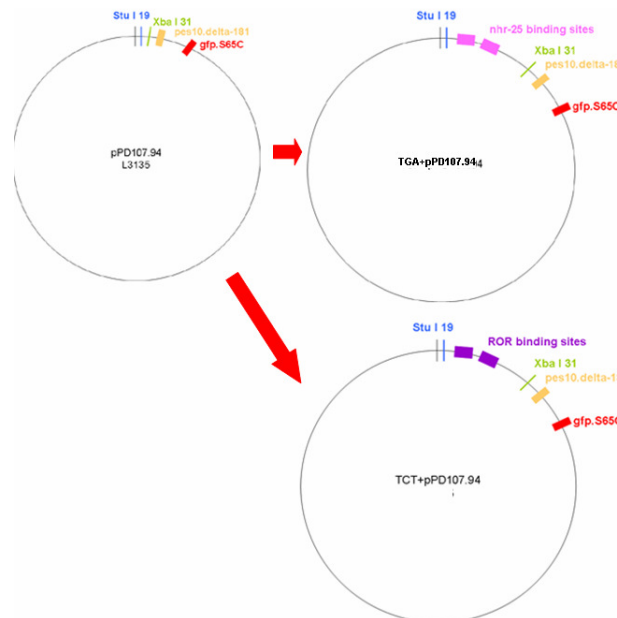 Stu I 19
Xba I 31
pes10.delta-181
gfp.S65C
pPD107.94
L3135
Stu I 19
nhr-25 binding sites
Xba I 31
pes10.delta-18
gfp.S65C
TGA+pPD107.94
Stu I 19
ROR binding sites
Xba I 31
pes10.delta-18
gfp.S65C
TCT+pPD107.94